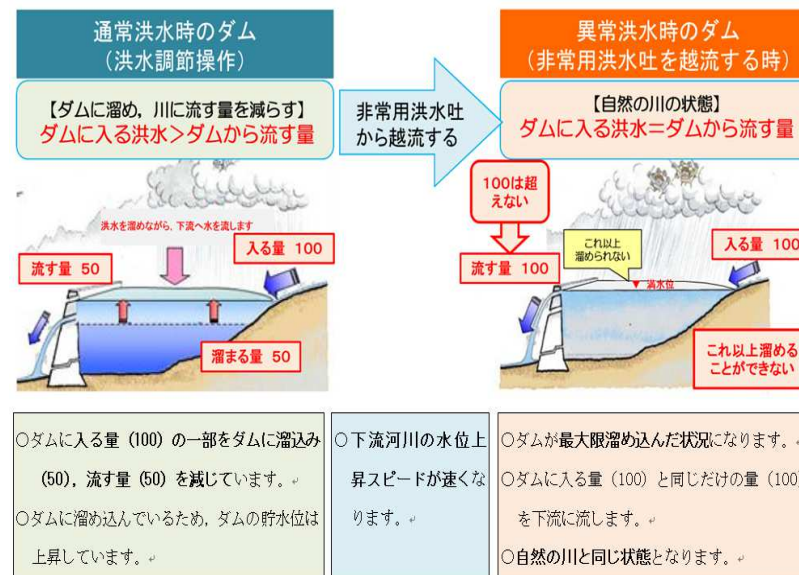 通常洪水時のダム
（洪水調節操作）
【ダムに溜め，川に流す量を減らす】
ダムに入る洪水＞ダムから流す量
非常用洪水吐
から越流する
異常洪水時のダム
（非常用洪水吐を越流する時）
【自然の川の状態】
ダムに入る洪水＝ダムから流す量
洪水を溜めながら、下流へ水を流します
入る量 100
流す量 50
溜まる量 50
100は超
えない
流す量 100
これ以上
溜められない
満水位
入る量 100
これ以上溜める
ことができない
○ダムに入る量（100）の一部をダムに溜込み
（50），流す量（50）を減じています。
○ダムに溜め込んでいるため，ダムの貯水位は
上昇しています。
○下流河川の水位上
昇スピードが速くな
ります。
○ダムが最大限溜め込んだ状況になります。
○ダムに入る量（100）と同じだけの量（100）
を下流に流します。
○自然の川と同じ状態となります。